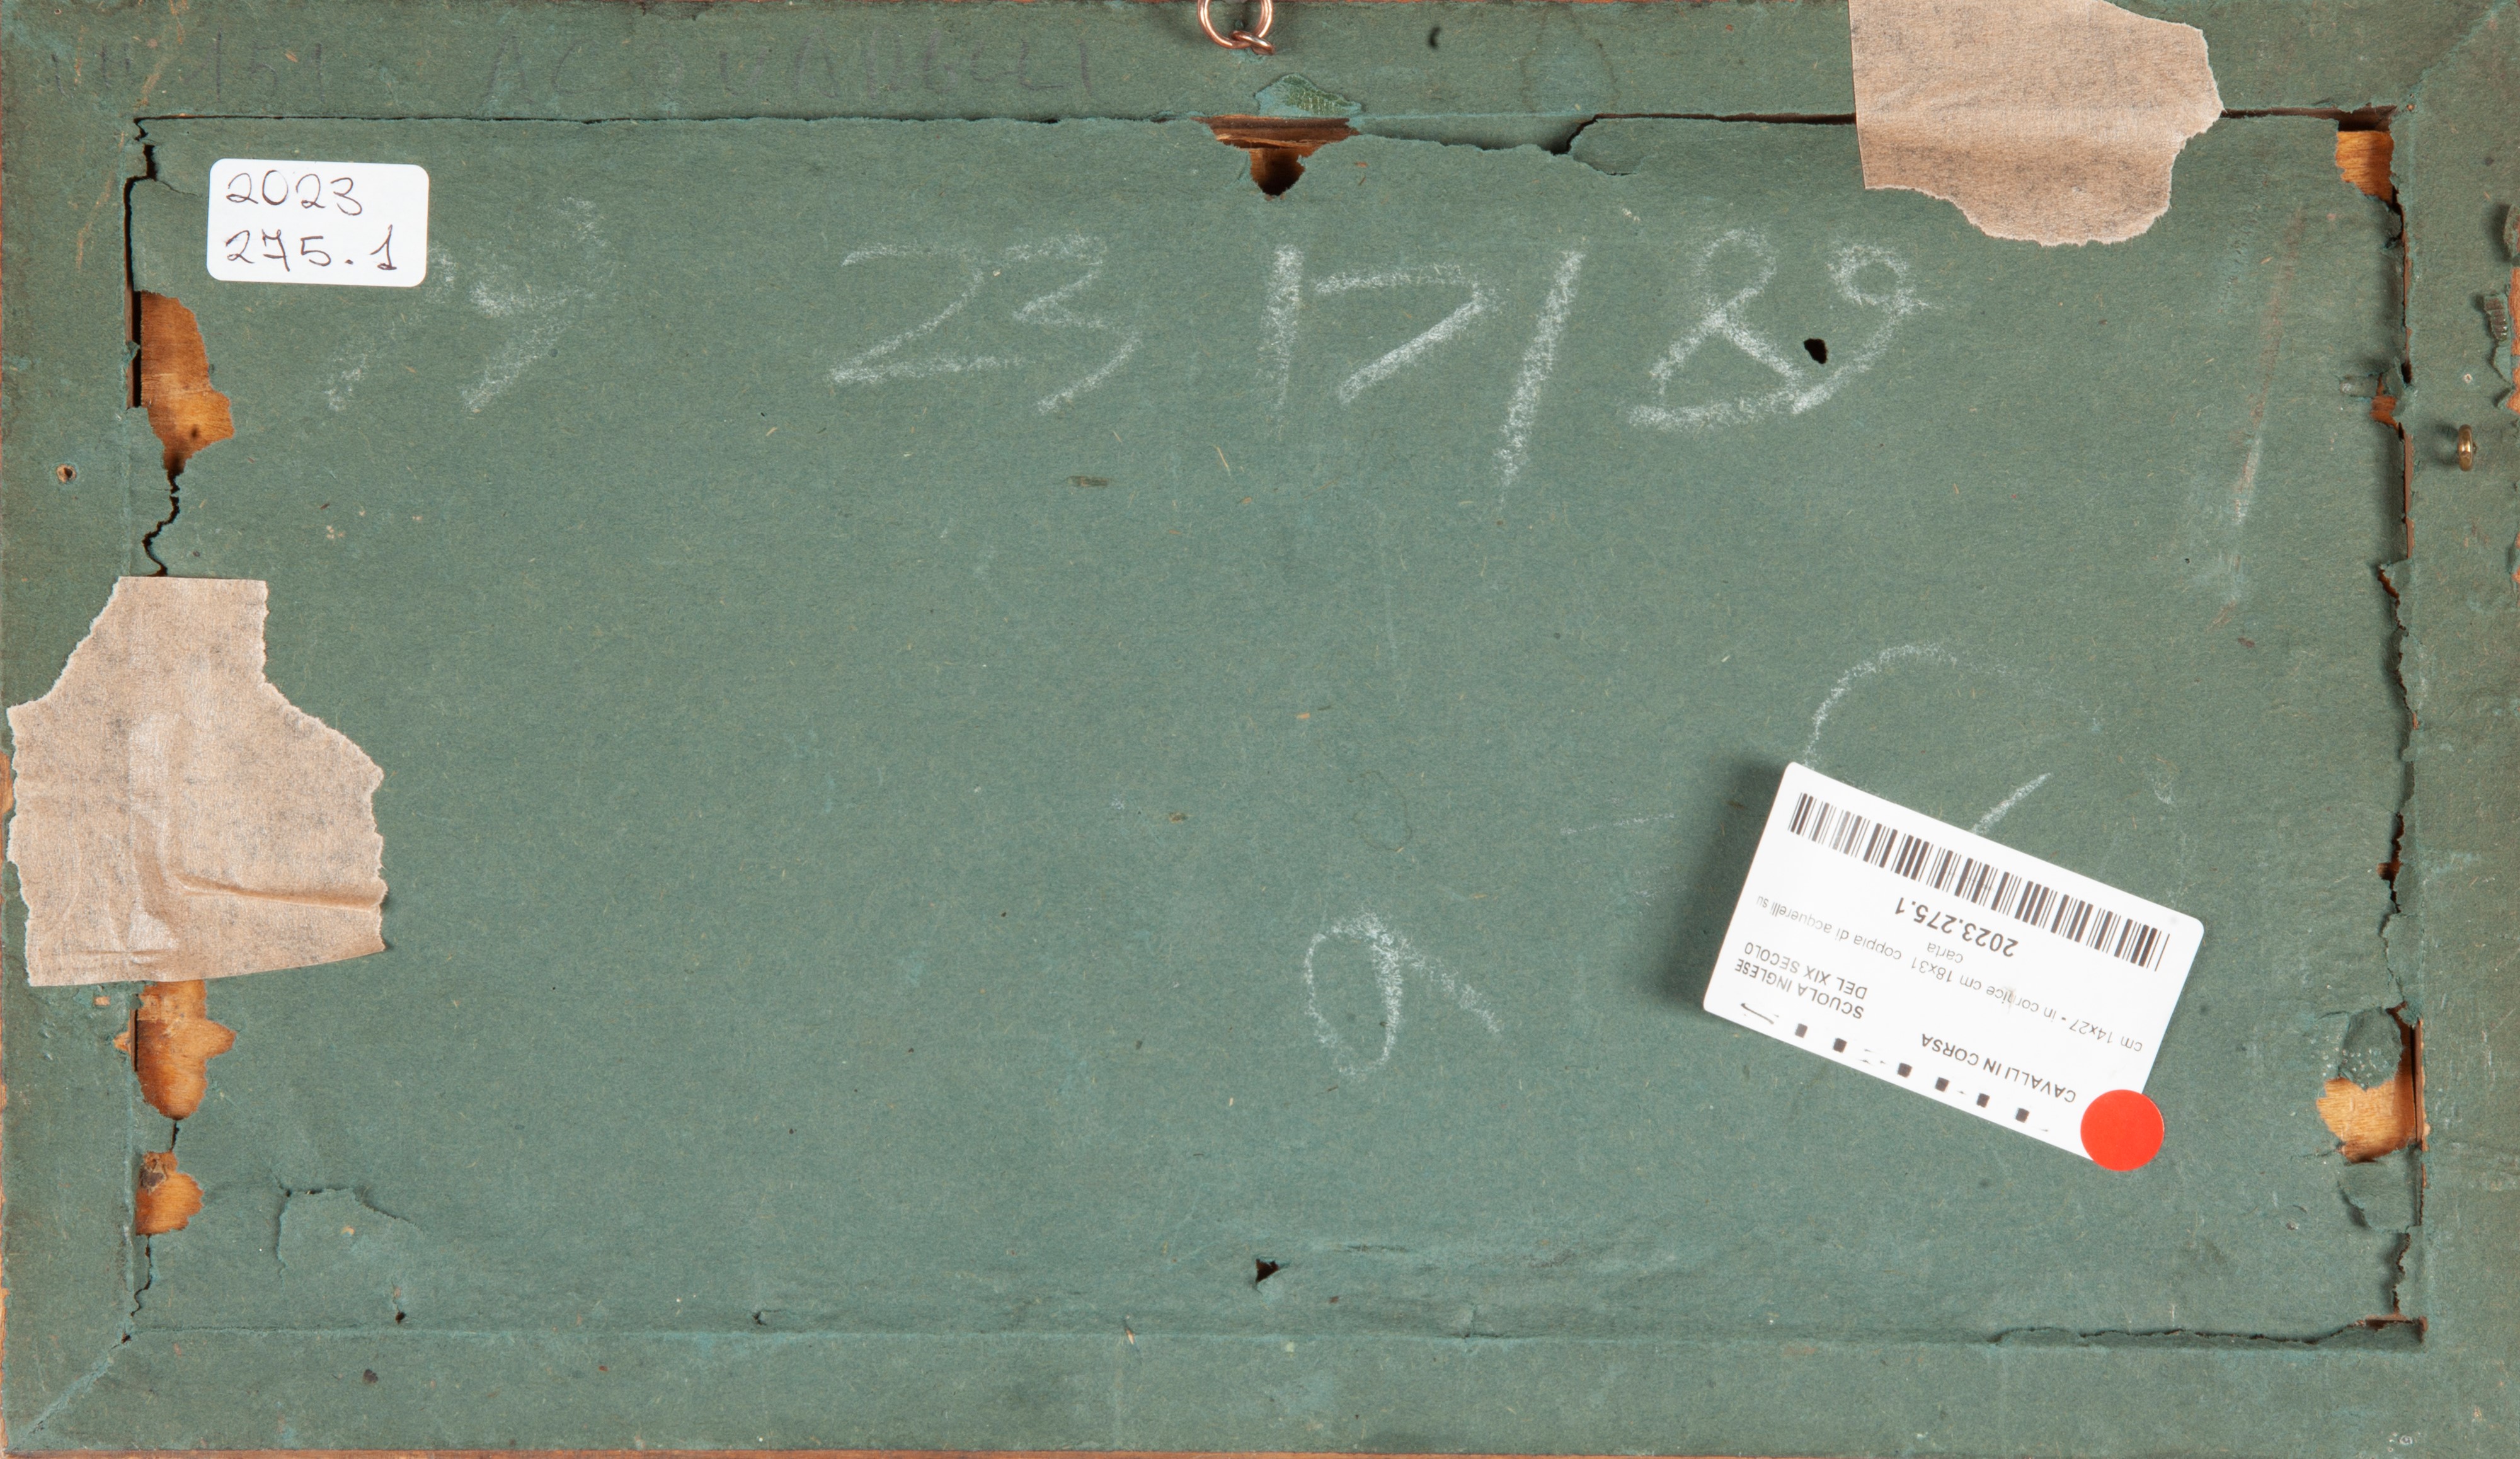 2023
275.1
23 17/89
CAVALLI IN CORSA
SCUOLA INGLESE
DEL XIX SECOLO
cm 14x27 - in cornice cm 18x31 coppia di acquerelli su
carta
2023.275.1